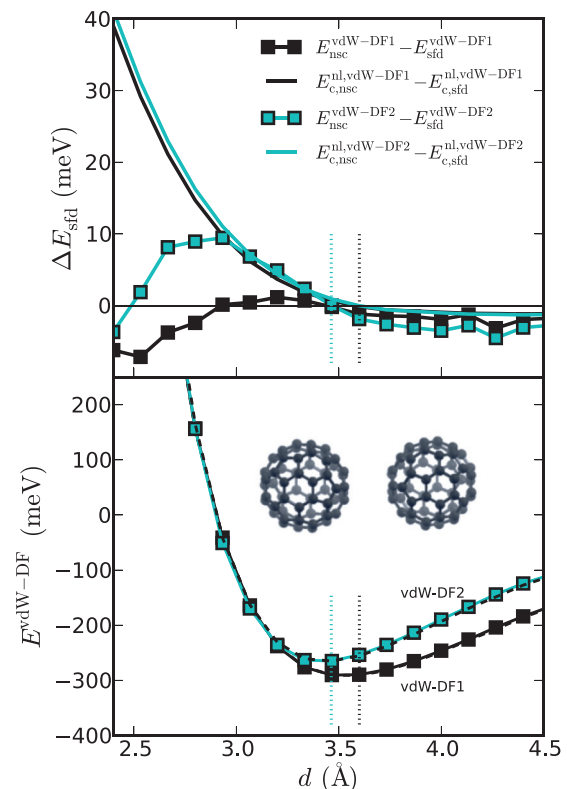 40
30
20
10
0
ΔE_sfd (meV)
E_nsc^vdW−DF1 − E_sfd^vdW−DF1
E_c,nsc^nl,vdW−DF1 − E_c,sfd^nl,vdW−DF1
E_nsc^vdW−DF2 − E_sfd^vdW−DF2
E_c,nsc^nl,vdW−DF2 − E_c,sfd^nl,vdW−DF2
200
100
0
−100
−200
−300
−400
E^vdW−DF (meV)
vdW-DF2
vdW-DF1
2.5 3.0 3.5 4.0 4.5
d (Å)